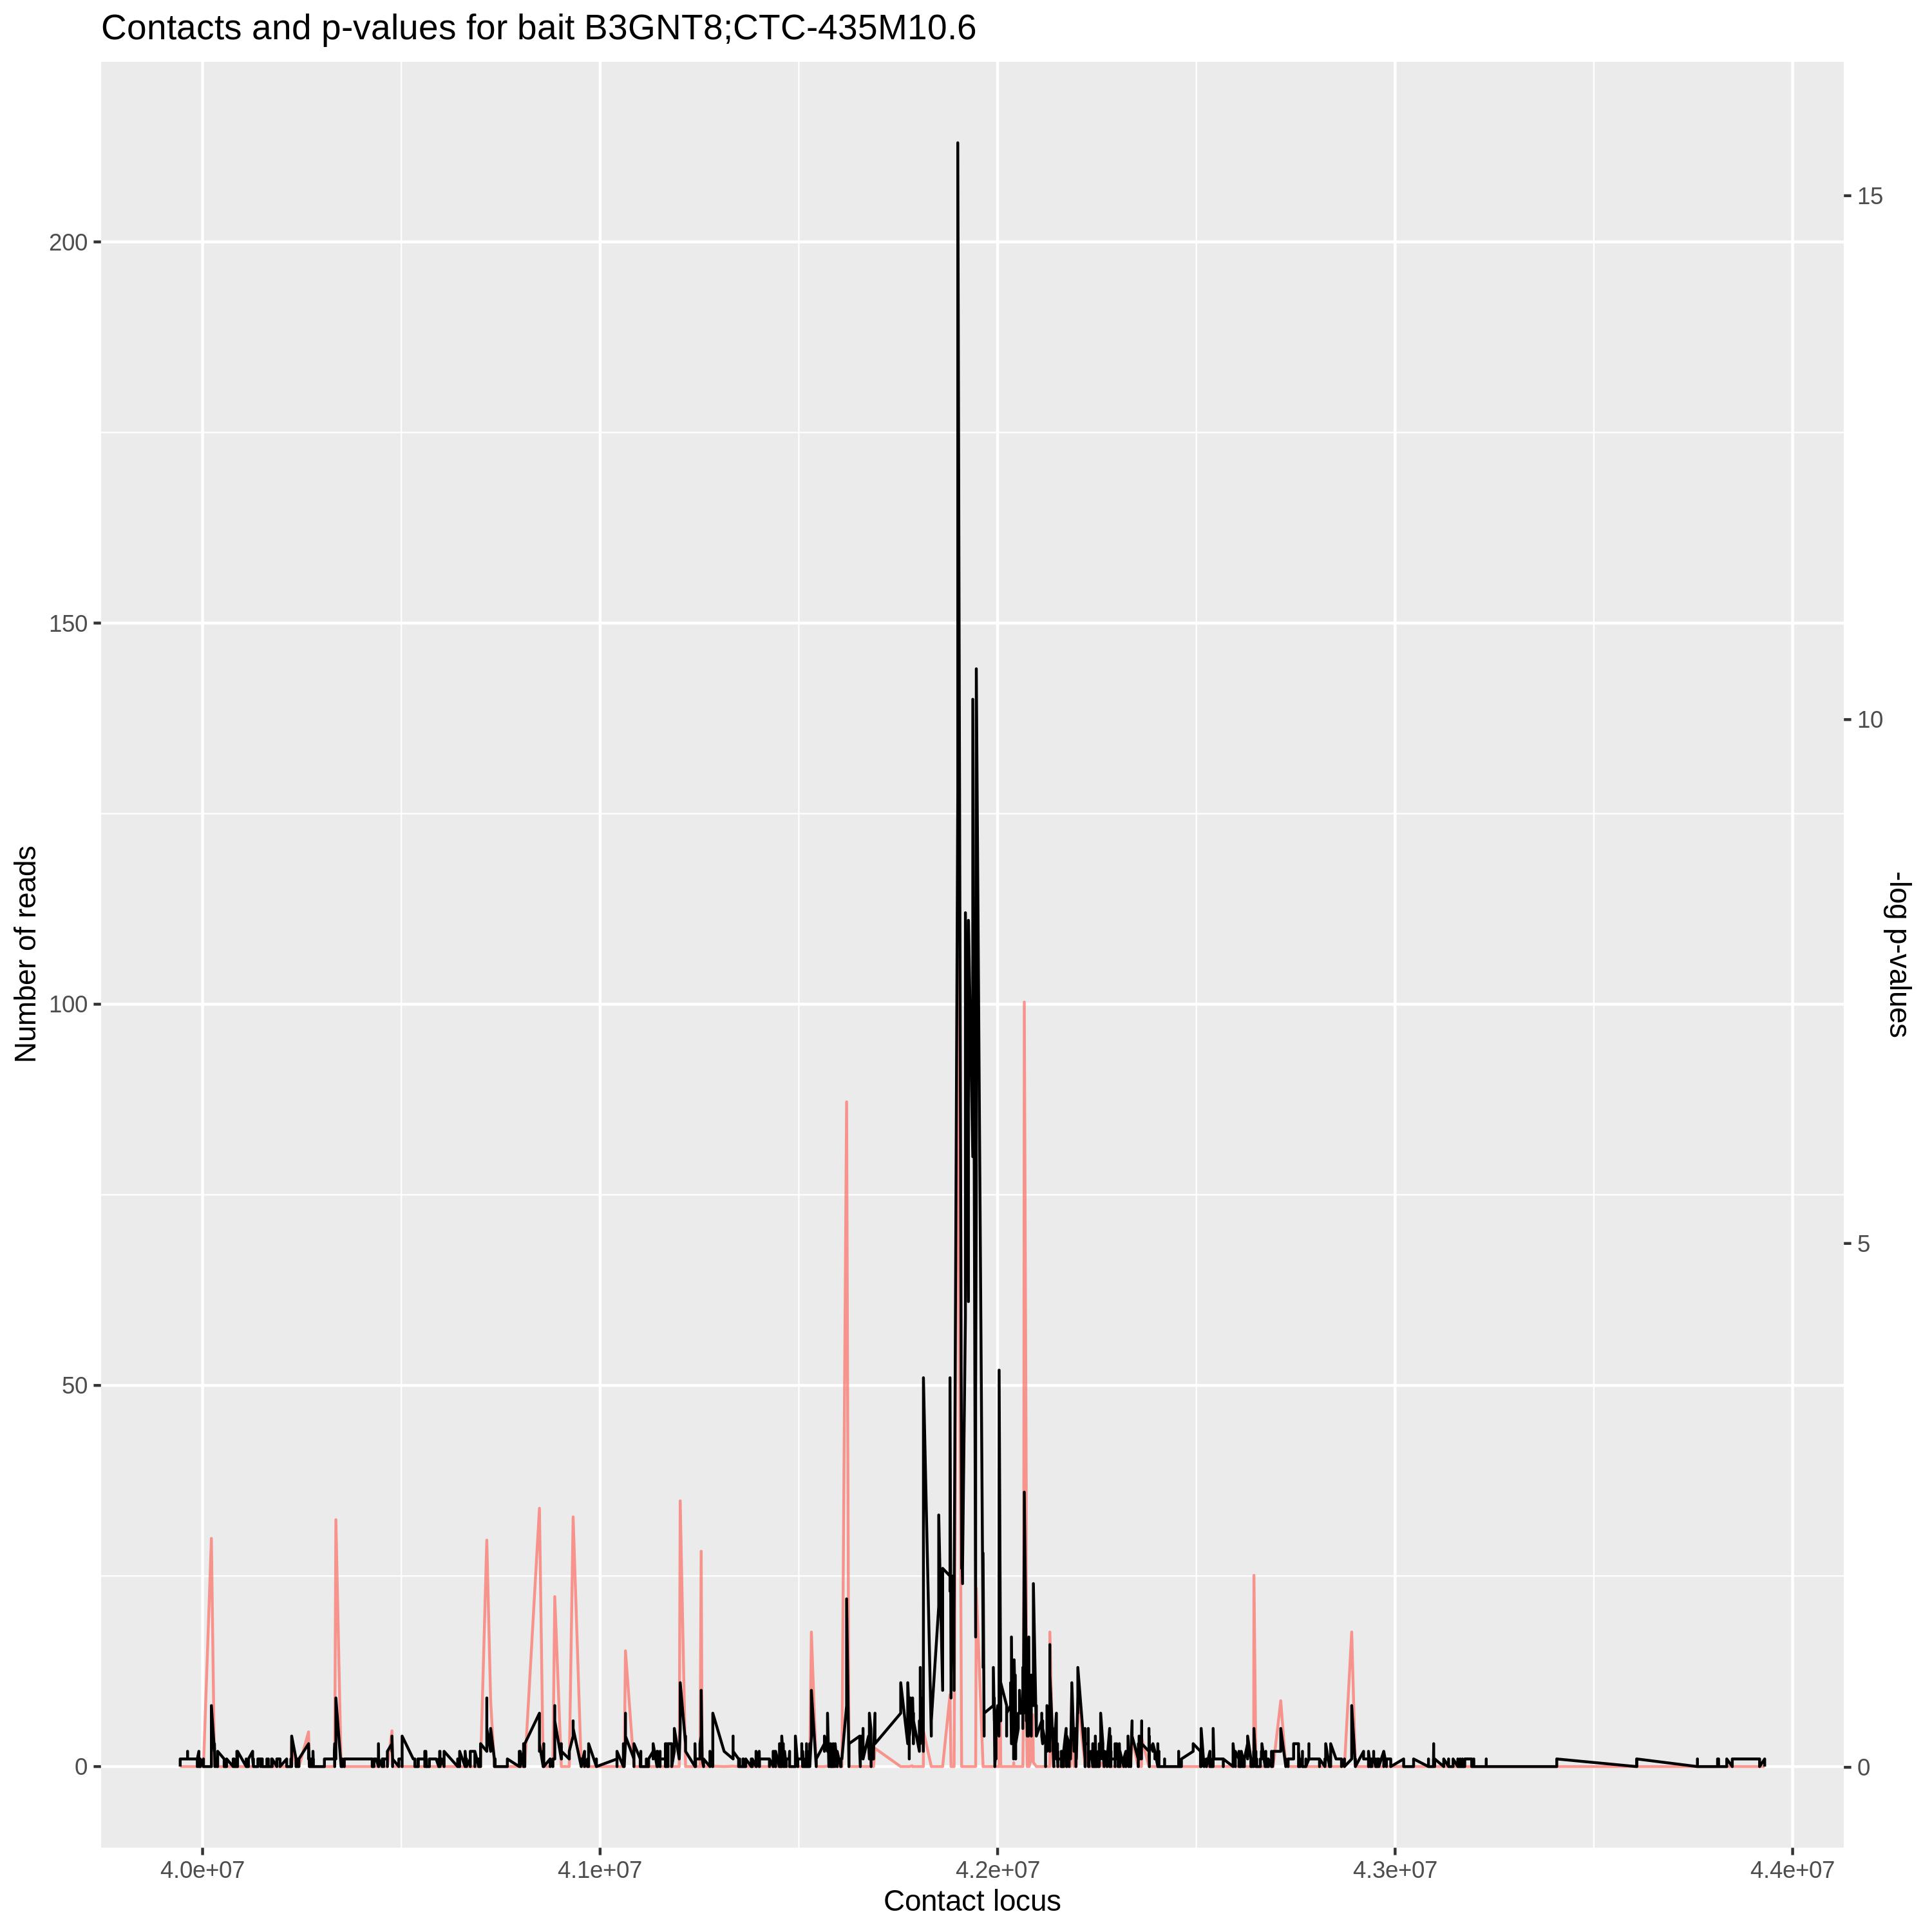 Contacts and p-values for bait B3GNT8;CTC-435M10.6
200
150
100
50
0
Number of reads
15
10
5
0
-log p-values
4.0e+07
4.1e+07
4.2e+07
4.3e+07
4.4e+07
Contact locus